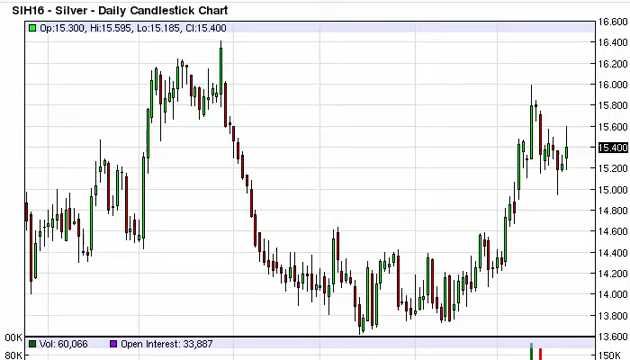 SIH16 - Silver - Daily Candlestick Chart
Op:15.300, Hi:15.595, Lo:15.185, Cl:15.400
16.600
16.400
16.200
16.000
15.800
15.600
15.400
15.200
15.000
14.800
14.600
14.400
14.200
14.000
13.800
13.600
00K
Vol: 60,066 Open Interest: 33,887
80K
150K